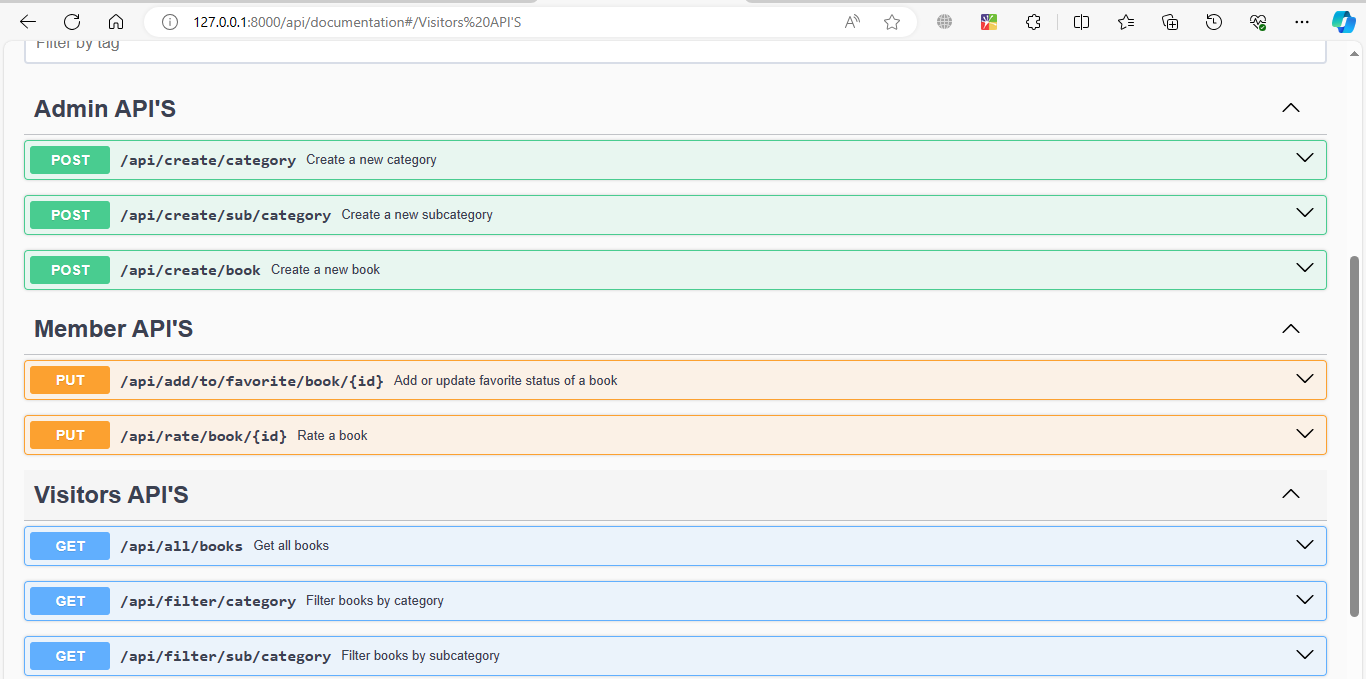 127.0.0.1:8000/api/documentation#/Visitors%20API'S
Filter by tag
Admin API'S
POST /api/create/category Create a new category
POST /api/create/sub/category Create a new subcategory
POST /api/create/book Create a new book
Member API'S
PUT /api/add/to/favorite/book/{id} Add or update favorite status of a book
PUT /api/rate/book/{id} Rate a book
Visitors API'S
GET /api/all/books Get all books
GET /api/filter/category Filter books by category
GET /api/filter/sub/category Filter books by subcategory